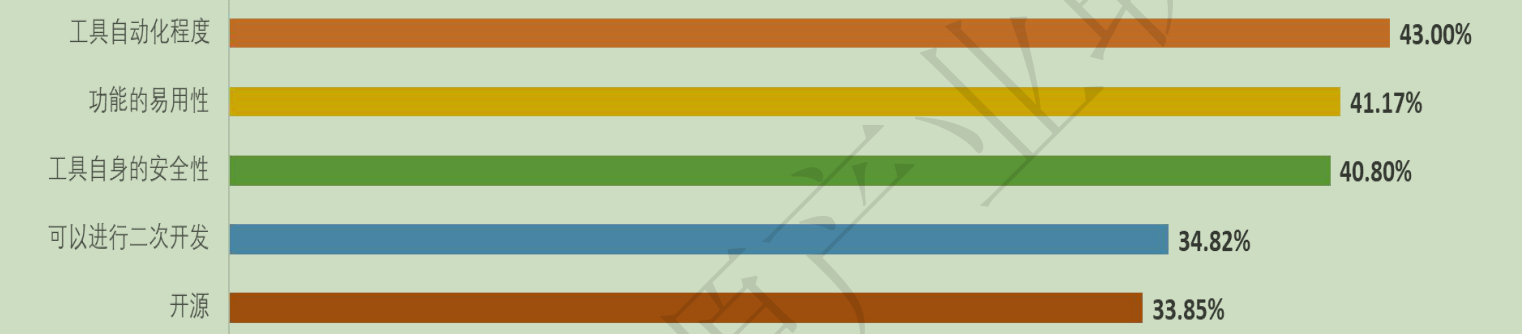 工具自动化程度 43.00%
功能的易用性 41.17%
工具自身的安全性 40.80%
可以进行二次开发 34.82%
开源 33.85%
产业